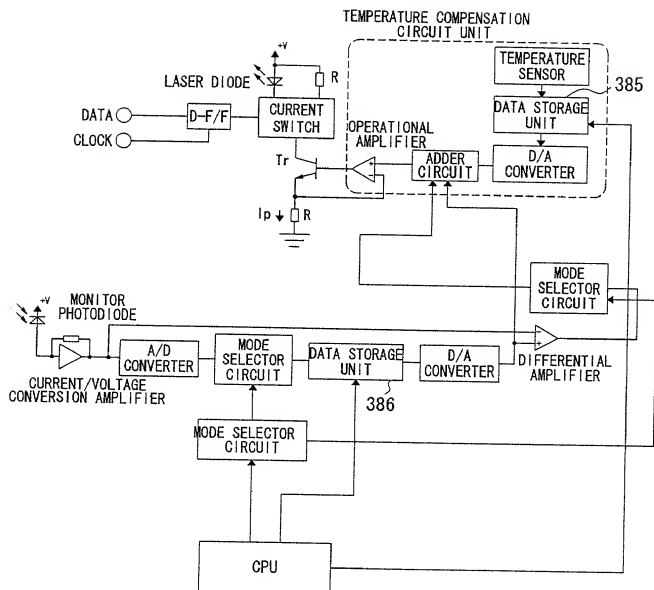 TEMPERATURE COMPENSATION
CIRCUIT UNIT
+V
LASER DIODE
R
TEMPERATURE
SENSOR
385
DATA
D-F/F
CURRENT
SWITCH
DATA STORAGE
UNIT
CLOCK
OPERATIONAL
AMPLIFIER
Tr
+
-
ADDER
CIRCUIT
D/A
CONVERTER
Ip
R
MODE
SELECTOR
CIRCUIT
+V
MONITOR
PHOTODIODE
A/D
CONVERTER
MODE
SELECTOR
CIRCUIT
DATA STORAGE
UNIT
D/A
CONVERTER
-
+
DIFFERENTIAL
AMPLIFIER
CURRENT/VOLTAGE
CONVERSION AMPLIFIER
386
MODE SELECTOR
CIRCUIT
CPU